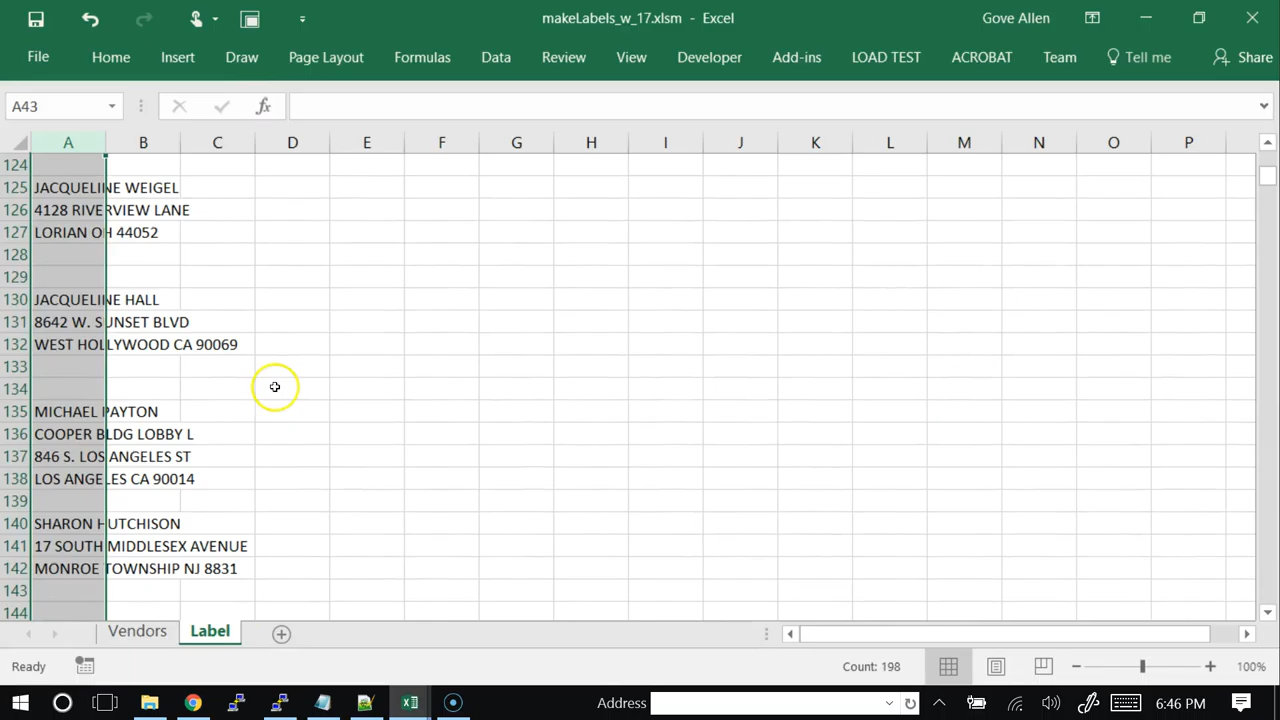 makeLabels_w_17.xlsm - Excel
Gove Allen
File Home Insert Draw Page Layout Formulas Data Review View Developer Add-ins LOAD TEST ACROBAT Team Tell me Share
A43 fx
A B C D E F G H I J K L M N O P
124
125 JACQUELINE WEIGEL
126 4128 RIVERVIEW LANE
127 LORIAN OH 44052
128
129
130 JACQUELINE HALL
131 8642 W. SUNSET BLVD
132 WEST HOLLYWOOD CA 90069
133
134
135 MICHAEL PAYTON
136 COOPER BLDG LOBBY L
137 846 S. LOS ANGELES ST
138 LOS ANGELES CA 90014
139
140 SHARON HUTCHISON
141 17 SOUTH MIDDLESEX AVENUE
142 MONROE TOWNSHIP NJ 8831
143
144
Vendors Label
Ready Count: 198 100%
Address 6:46 PM